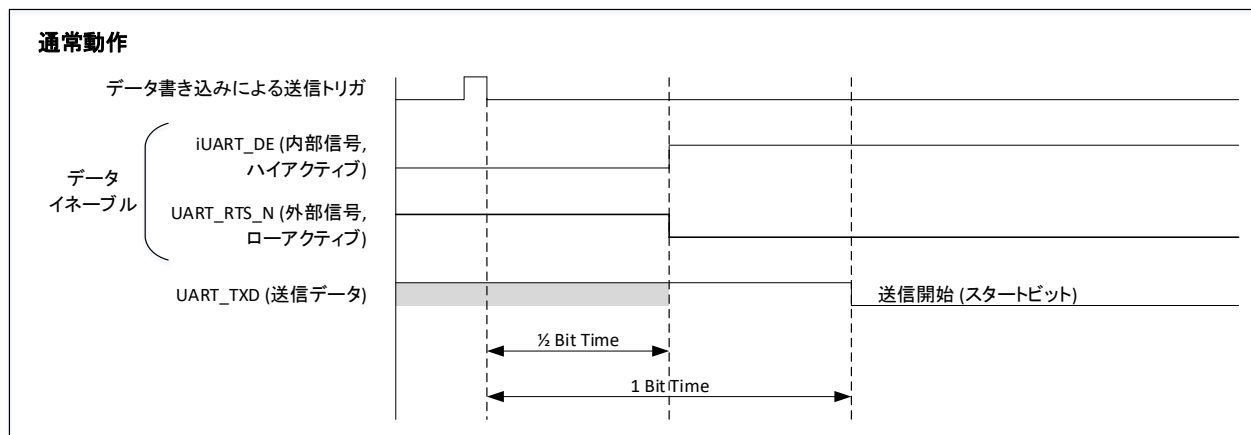 通常動作
データ書き込みによる送信トリガ
iUART_DE (内部信号,
ハイアクティブ)
データ
イネーブル
UART_RTS_N (外部信号,
ローアクティブ)
UART_TXD (送信データ)
送信開始 (スタートビット)
½ Bit Time
1 Bit Time